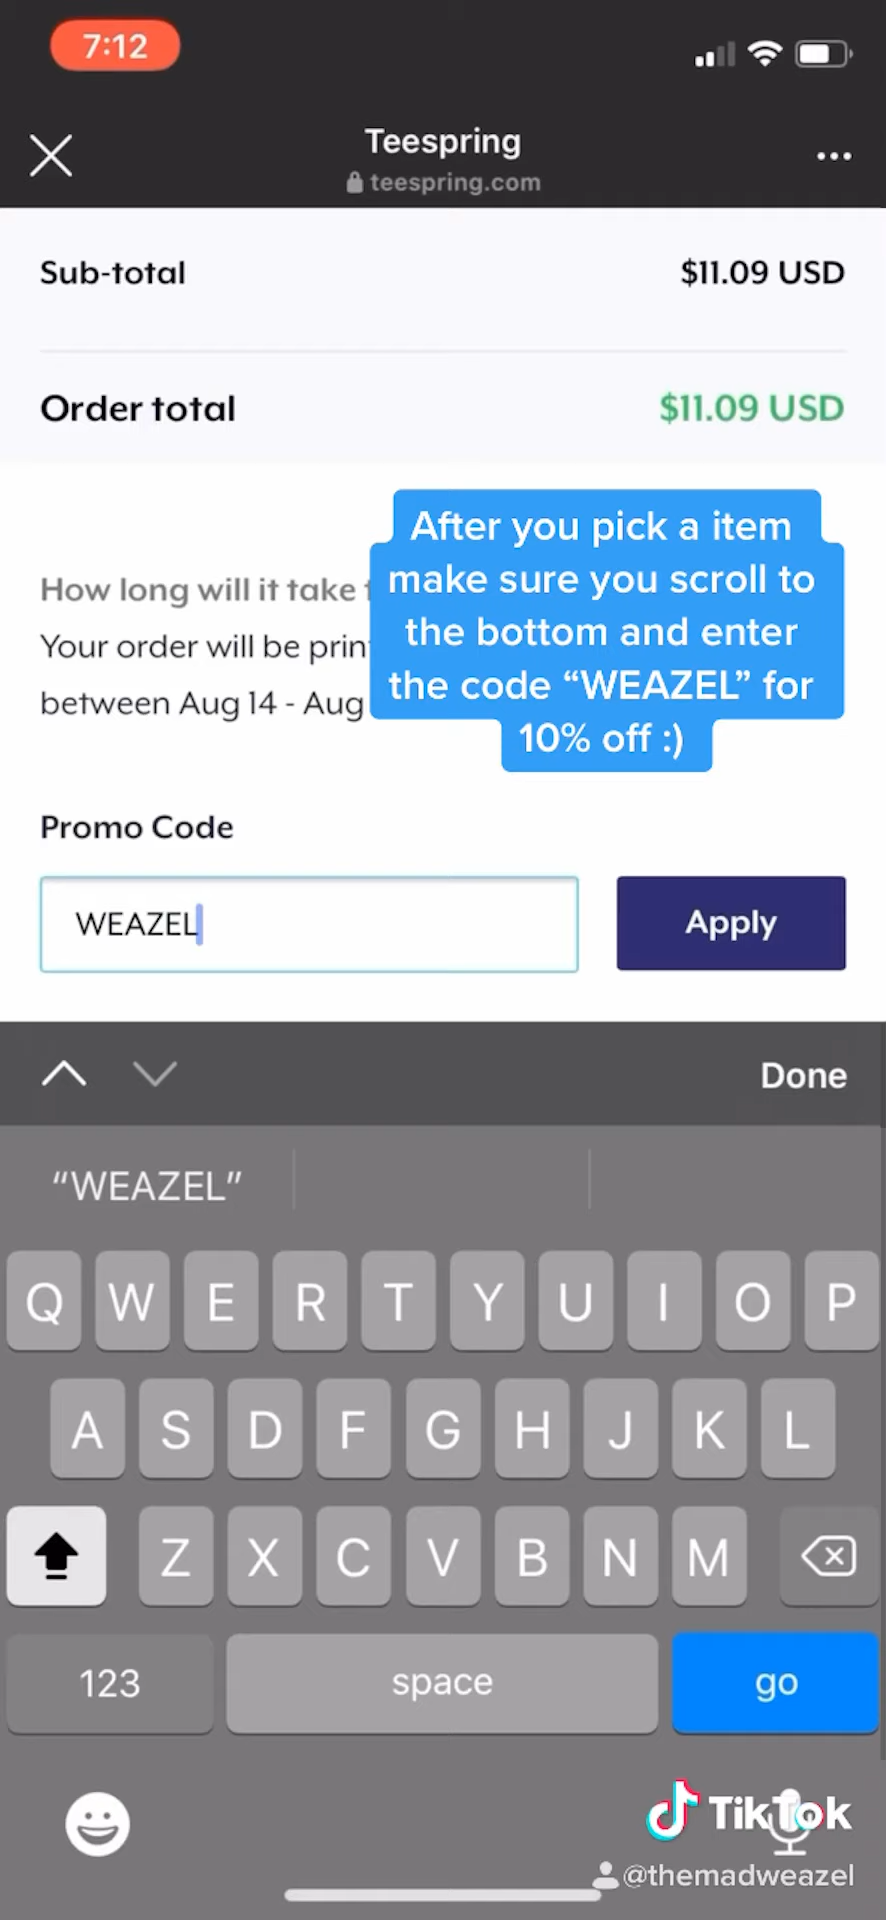 7:12
Teespring
teespring.com
Sub-total $11.09 USD
Order total $11.09 USD
After you pick a item
make sure you scroll to
the bottom and enter
the code “WEAZEL” for
10% off :)
How long will it take
Your order will be prin
between Aug 14 - Aug
Promo Code
WEAZEL Apply
Done
“WEAZEL”
Q W E R T Y U I O P
A S D F G H J K L
Z X C V B N M
123 space go
TikTok
@themadweazel